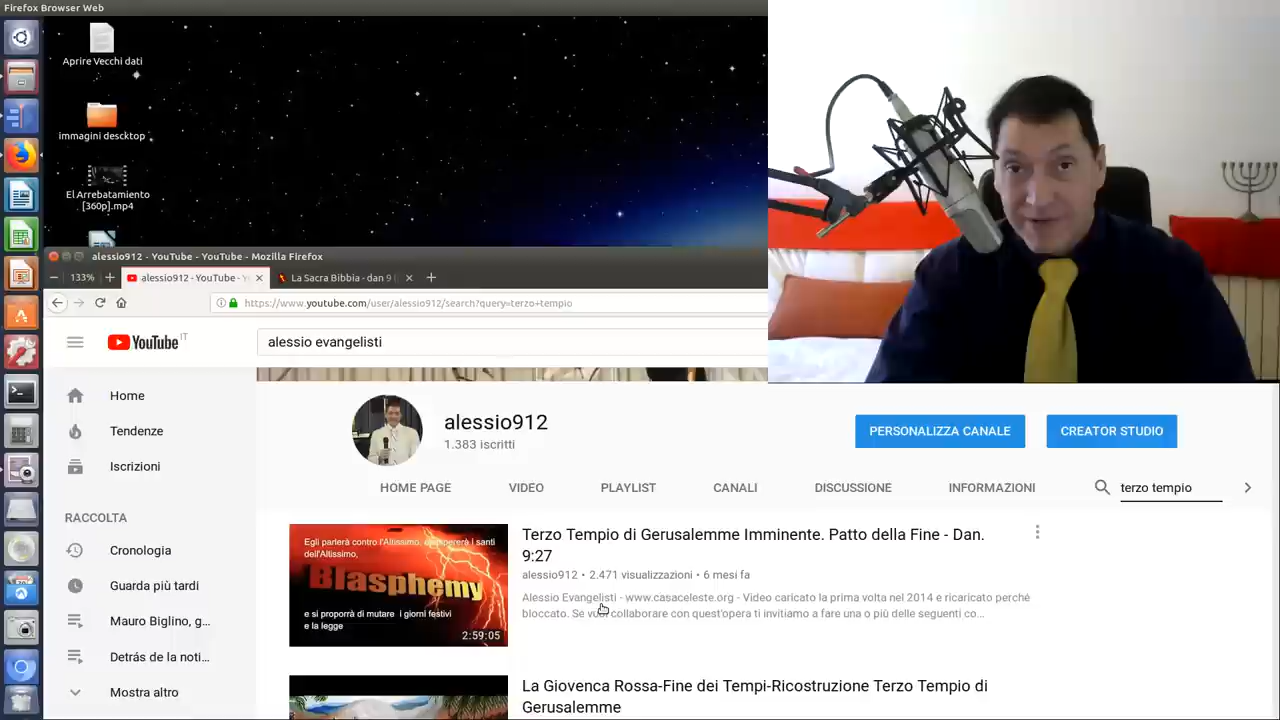 Firefox Browser Web
Aprire Vecchi dati
immagini descktop
El Arrebatamiento
[360p].mp4
alessio912 - YouTube - Mozilla Firefox
133%
alessio912 - YouTube - Y
La Sacra Bibbia - dan 9
https://www.youtube.com/user/alessio912/search?query=terzo+tempio
YouTube IT
alessio evangelisti
Home
Tendenze
Iscrizioni
RACCOLTA
Cronologia
Guarda più tardi
Mauro Biglino, g...
Detrás de la noti...
Mostra altro
alessio912
1.383 iscritti
PERSONALIZZA CANALE
CREATOR STUDIO
HOME PAGE
VIDEO
PLAYLIST
CANALI
DISCUSSIONE
INFORMAZIONI
terzo tempio
Egli parlerà contro l'Altissimo,
santi
dell'Altissimo,
Blasphemy
e si proporrà di mutare i giorni festivi
e la legge
2:59:05
Terzo Tempio di Gerusalemme Imminente. Patto della Fine - Dan.
9:27
alessio912 • 2.471 visualizzazioni • 6 mesi fa
Alessio Evangelisti - www.casaceleste.org - Video caricato la prima volta nel 2014 e ricaricato perchè
bloccato. Se vuoi collaborare con quest'opera ti invitiamo a fare una o più delle seguenti co...
La Giovenca Rossa-Fine dei Tempi-Ricostruzione Terzo Tempio di
Gerusalemme